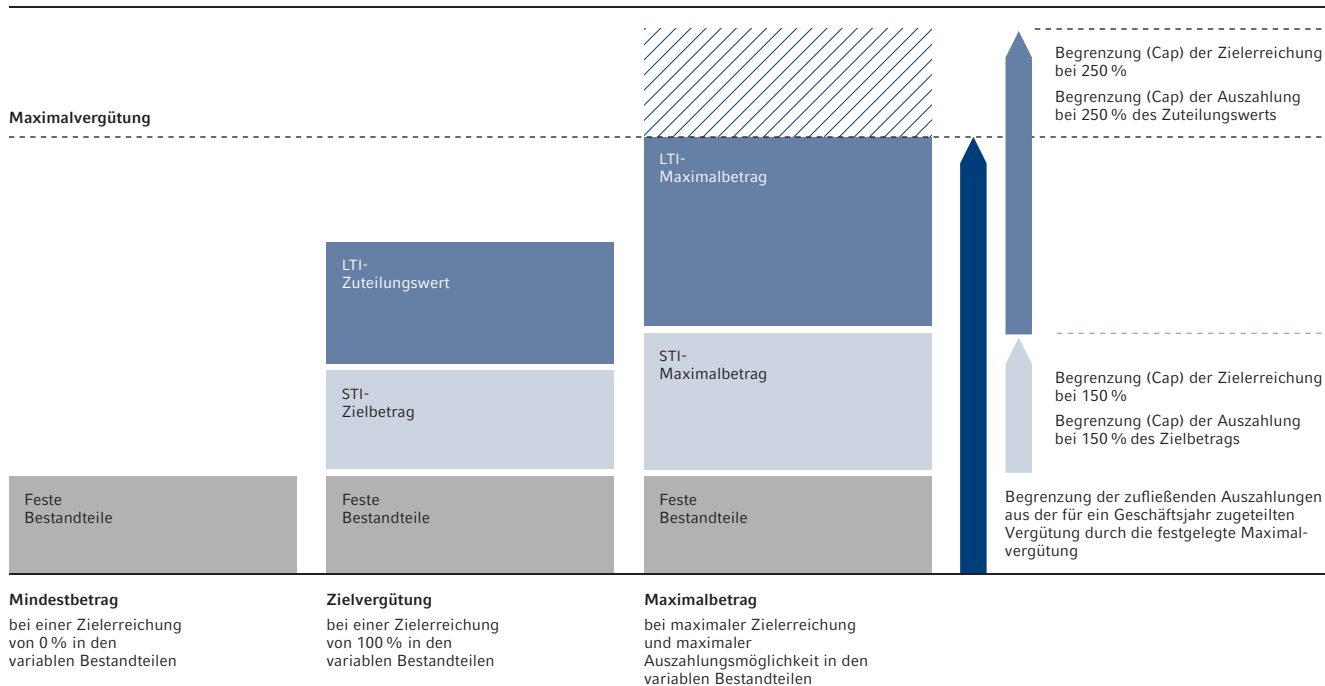 Begrenzung (Cap) der Zielerreichung
bei 250 %
Begrenzung (Cap) der Auszahlung
bei 250 % des Zuteilungswerts
Maximalvergütung
LTI-
Maximalbetrag
LTI-
Zuteilungswert
STI-
Maximalbetrag
STI-
Zielbetrag
Begrenzung (Cap) der Zielerreichung
bei 150 %
Begrenzung (Cap) der Auszahlung
bei 150 % des Zielbetrags
Feste
Bestandteile
Feste
Bestandteile
Feste
Bestandteile
Begrenzung der zufließenden Auszahlungen
aus der für ein Geschäftsjahr zugeteilten
Vergütung durch die festgelegte Maximal-
vergütung
Mindestbetrag
bei einer Zielerreichung
von 0 % in den
variablen Bestandteilen
Zielvergütung
bei einer Zielerreichung
von 100 % in den
variablen Bestandteilen
Maximalbetrag
bei maximaler Zielerreichung
und maximaler
Auszahlungsmöglichkeit in den
variablen Bestandteilen